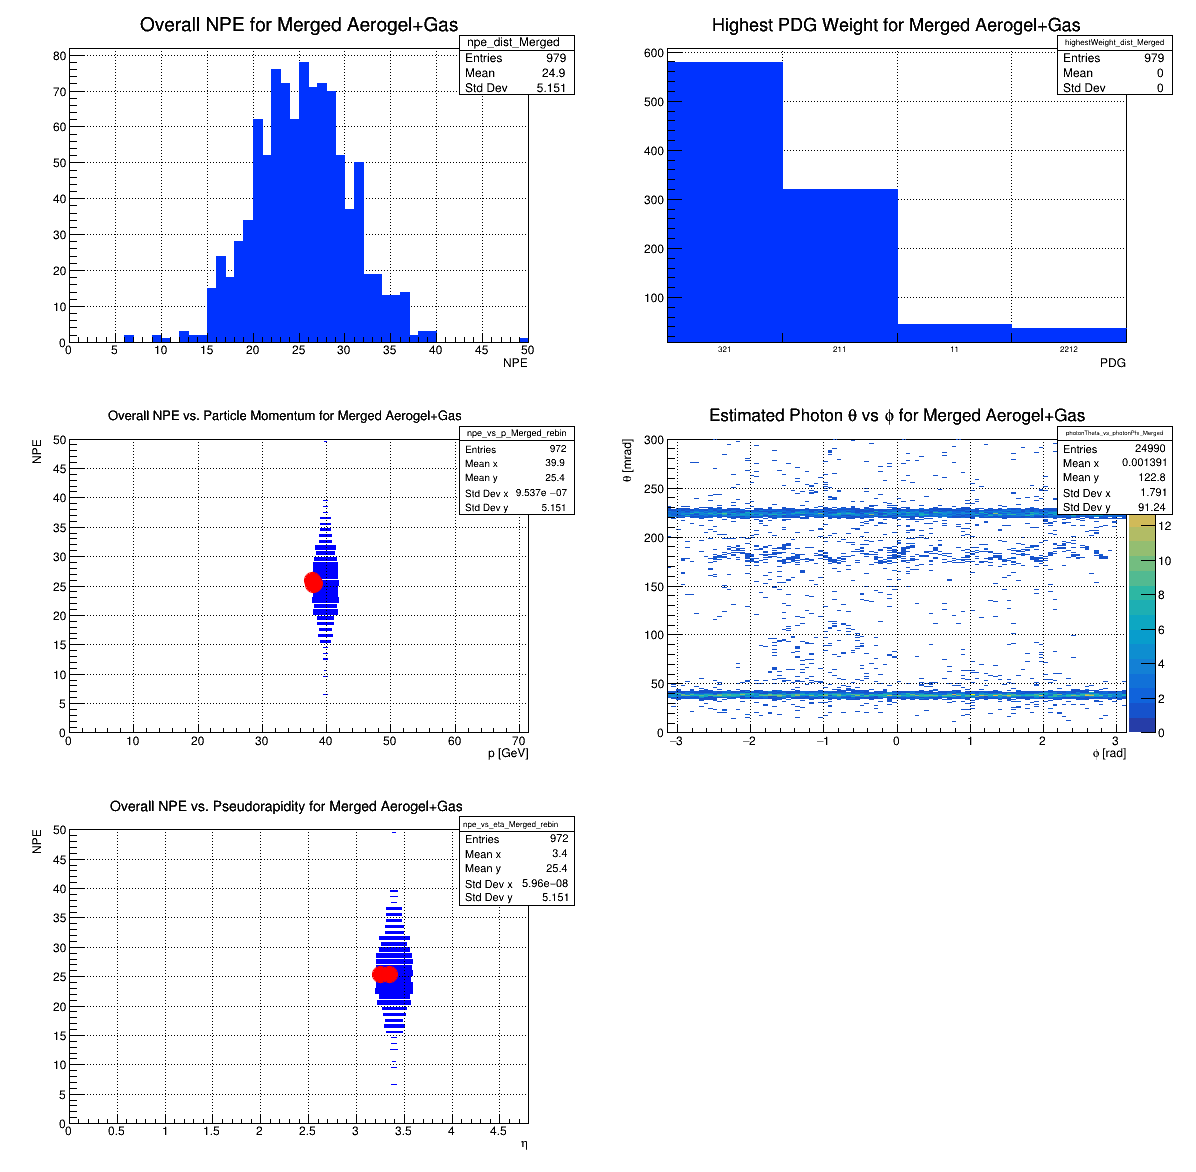 Overall NPE for Merged Aerogel+Gas
npe_dist_Merged
Entries 979
Mean 24.9
Std Dev 5.151
80
70
60
50
40
30
20
10
0
0 5 10 15 20 25 30 35 40 45 50
NPE
Highest PDG Weight for Merged Aerogel+Gas
highestWeight_dist_Merged
Entries 979
Mean 0
Std Dev 0
600
500
400
300
200
100
321 211 11 2212
PDG
Overall NPE vs. Particle Momentum for Merged Aerogel+Gas
npe_vs_p_Merged_rebin
Entries 972
Mean x 39.9
Mean y 25.4
Std Dev x 9.537e −07
Std Dev y 5.151
NPE
50
45
40
35
30
25
20
15
10
5
0
0 10 20 30 40 50 60 70
p [GeV]
Estimated Photon θ vs ϕ for Merged Aerogel+Gas
photonTheta_vs_photonPhi_Merged
Entries 24990
Mean x 0.001391
Mean y 122.8
Std Dev x 1.791
Std Dev y 91.24
θ [mrad]
300
250
200
150
100
50
0
−3 −2 −1 0 1 2 3
ϕ [rad]
12
10
8
6
4
2
0
Overall NPE vs. Pseudorapidity for Merged Aerogel+Gas
npe_vs_eta_Merged_rebin
Entries 972
Mean x 3.4
Mean y 25.4
Std Dev x 5.96e−08
Std Dev y 5.151
NPE
50
45
40
35
30
25
20
15
10
5
0
0 0.5 1 1.5 2 2.5 3 3.5 4 4.5
η